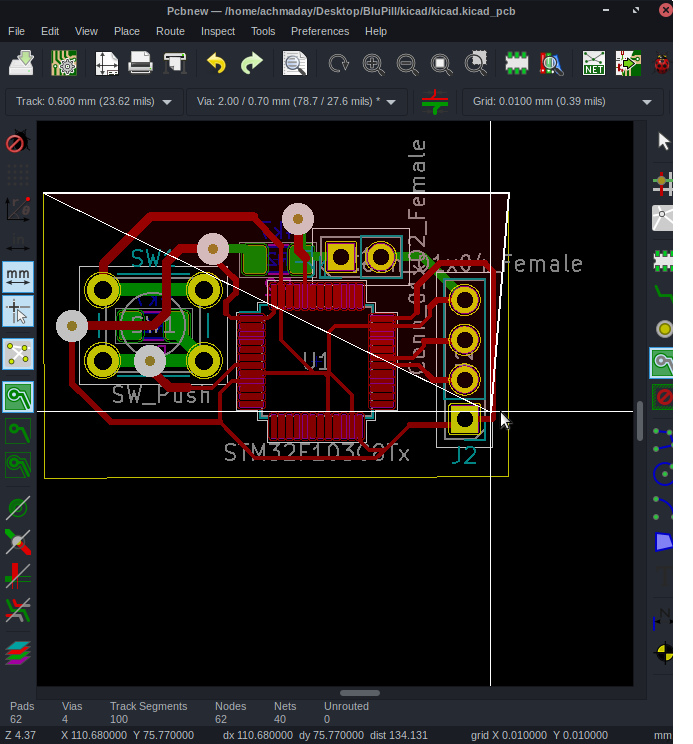 Pcbnew — /home/achmaday/Desktop/BluPill/kicad/kicad.kicad_pcb
File Edit View Place Route Inspect Tools Preferences Help
Track: 0.600 mm (23.62 mils) Via: 2.00 / 0.70 mm (78.7 / 27.6 mils) * Grid: 0.0100 mm (0.39 mils)
NET
in
mm
SW1
SW1
SW_Push
U1
STM32F103C8Tx
J2
Pads Vias Track Segments Nodes Nets Unrouted
62 4 100 62 40 0
Z 4.37 X 110.680000 Y 75.770000 dx 110.680000 dy 75.770000 dist 134.131 grid X 0.010000 Y 0.010000 mm